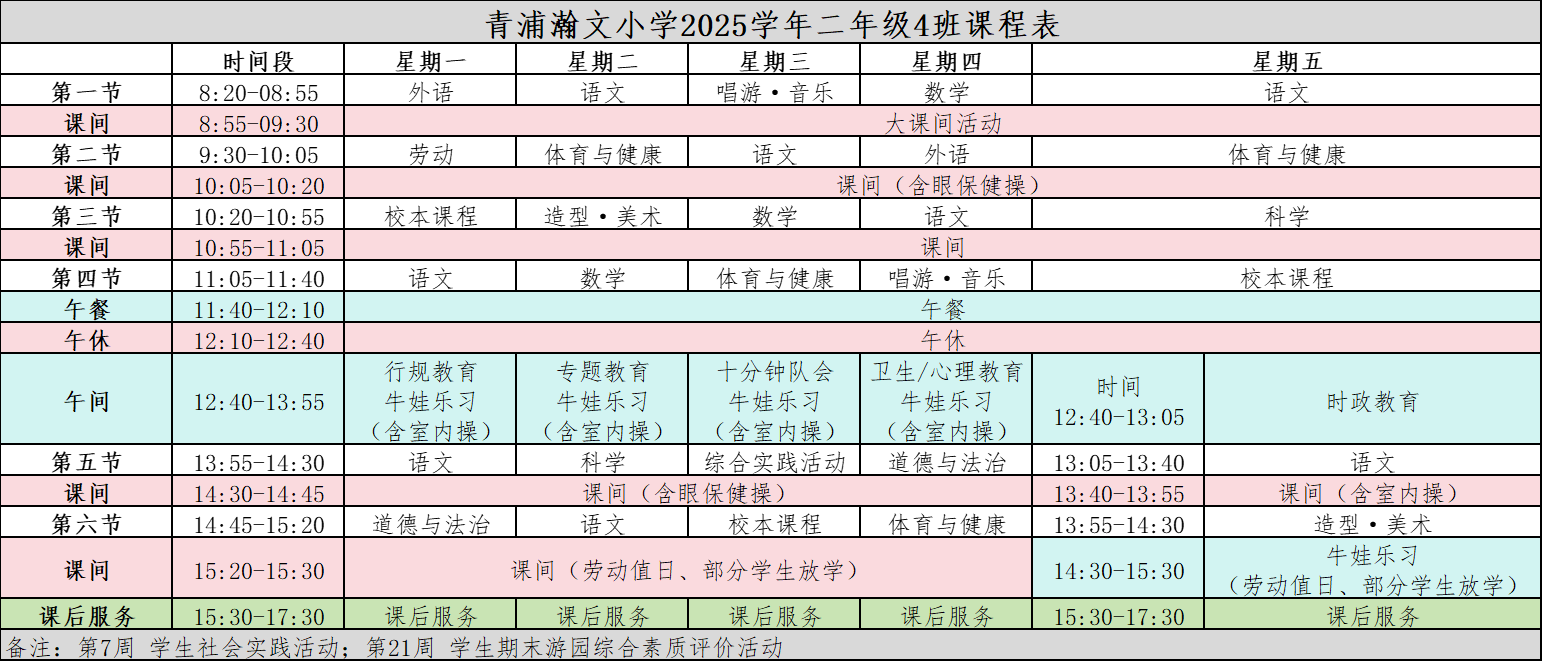 青浦瀚文小学2025学年二年级4班课程表
时间段 星期一 星期二 星期三 星期四 星期五
第一节 8:20-08:55 外语 语文 唱游·音乐 数学 语文
课间 8:55-09:30 大课间活动
第二节 9:30-10:05 劳动 体育与健康 语文 外语 体育与健康
课间 10:05-10:20 课间（含眼保健操）
第三节 10:20-10:55 校本课程 造型·美术 数学 语文 科学
课间 10:55-11:05 课间
第四节 11:05-11:40 语文 数学 体育与健康 唱游·音乐 校本课程
午餐 11:40-12:10 午餐
午休 12:10-12:40 午休
午间 12:40-13:55 行规教育 牛娃乐习 （含室内操） 专题教育 牛娃乐习 （含室内操） 十分钟队会 牛娃乐习 （含室内操） 卫生/心理教育 牛娃乐习 （含室内操） 时间 12:40-13:05 时政教育
第五节 13:55-14:30 语文 科学 综合实践活动 道德与法治 13:05-13:40 语文
课间 14:30-14:45 课间（含眼保健操） 13:40-13:55 课间（含室内操）
第六节 14:45-15:20 道德与法治 语文 校本课程 体育与健康 13:55-14:30 造型·美术
课间 15:20-15:30 课间（劳动值日、部分学生放学） 14:30-15:30 牛娃乐习 （劳动值日、部分学生放学）
课后服务 15:30-17:30 课后服务 课后服务 课后服务 课后服务 15:30-17:30 课后服务
备注：第7周 学生社会实践活动；第21周 学生期末游园综合素质评价活动